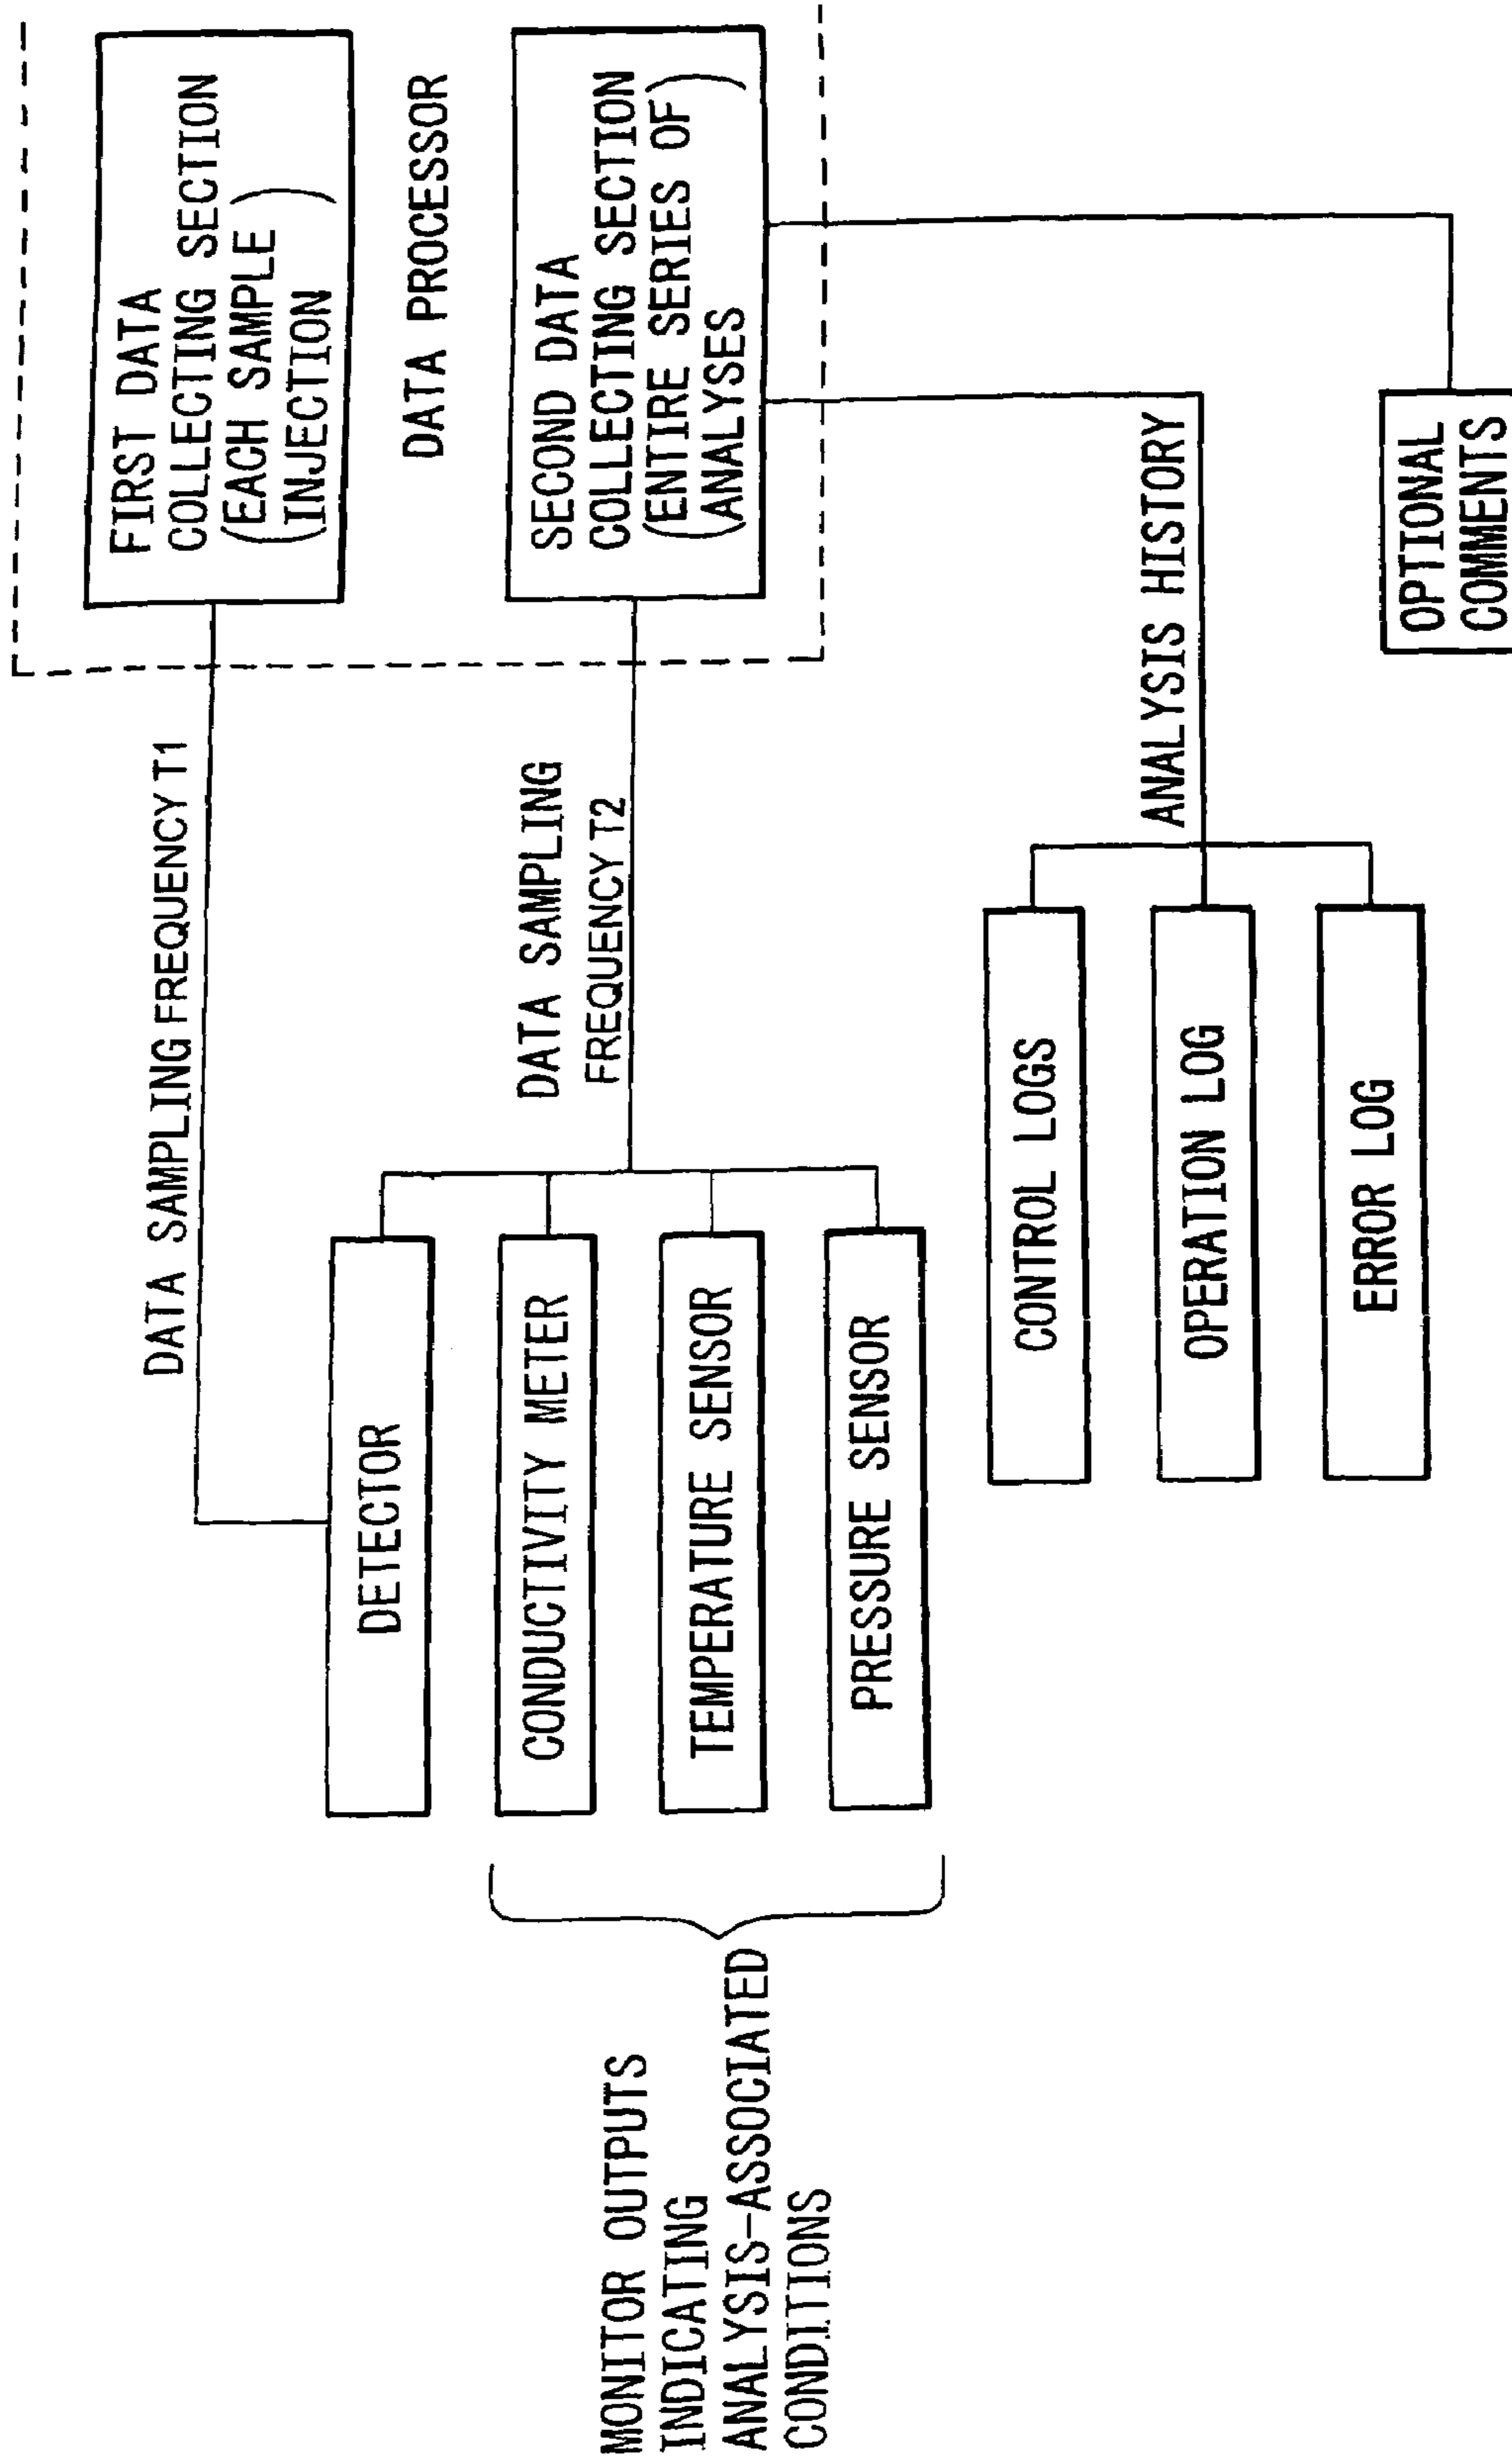 FIRST DATA
COLLECTING SECTION
(EACH SAMPLE)
(INJECTION)
DATA PROCESSOR
SECOND DATA
COLLECTING SECTION
(ENTIRE SERIES OF)
(ANALYSES)
DATA SAMPLING FREQUENCY T1
DATA SAMPLING
FREQUENCY T2
DETECTOR
CONDUCTIVITY METER
TEMPERATURE SENSOR
PRESSURE SENSOR
MONITOR OUTPUTS
INDICATING
ANALYSIS-ASSOCIATED
CONDITIONS
ANALYSIS HISTORY
CONTROL LOGS
OPERATION LOG
ERROR LOG
OPTIONAL
COMMENTS